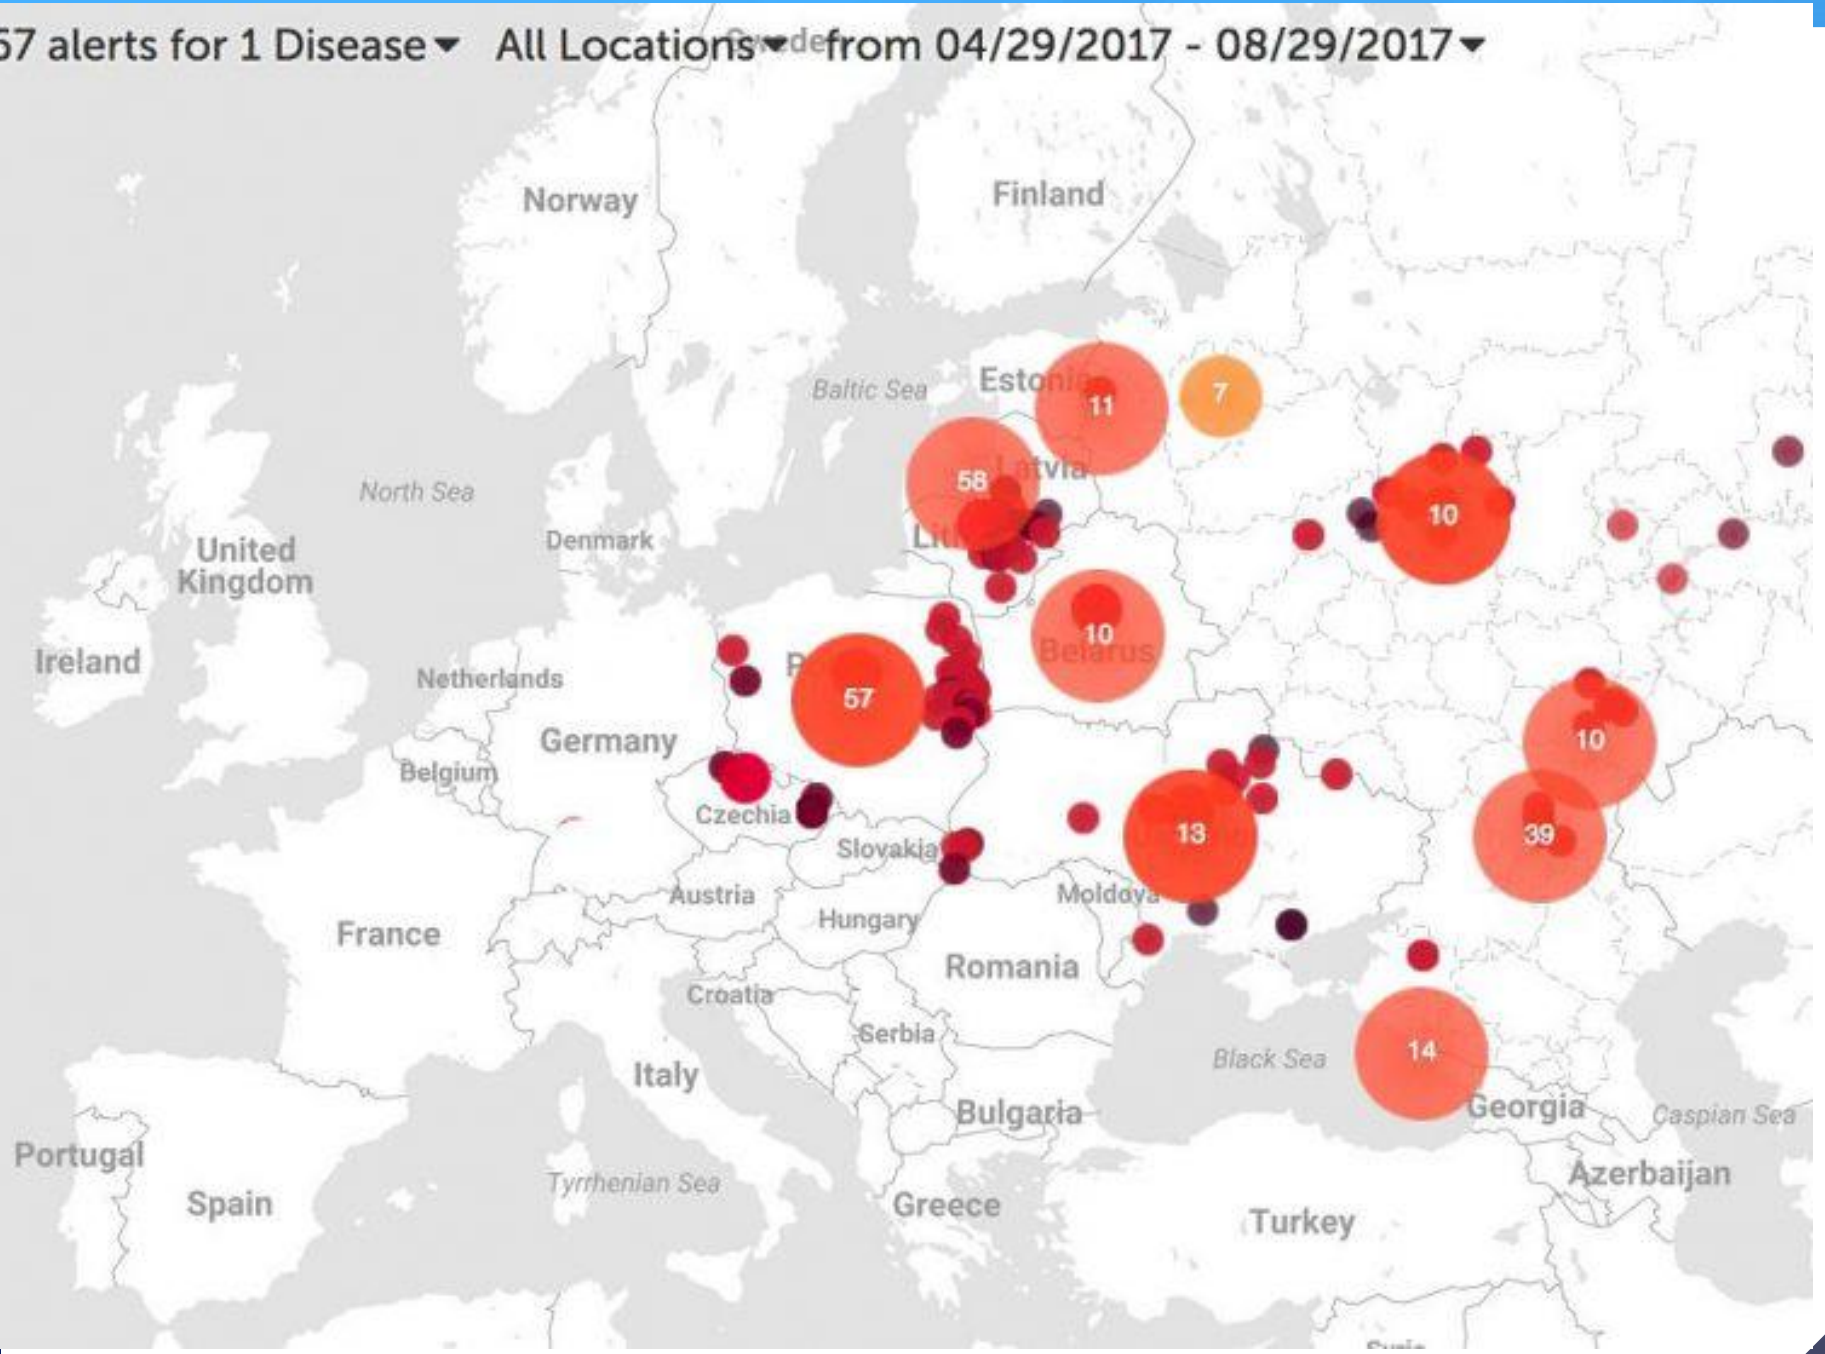 57 alerts for 1 Disease All Locations from 04/29/2017 - 08/29/2017
Sweden
Norway
Finland
Baltic Sea
Estonia
11
7
58
Latvia
North Sea
10
Denmark
United
Kingdom
10
Belarus
Ireland
Netherlands
57
Germany
10
Belgium
Czechia
13
39
Slovakia
Austria
Moldova
Hungary
France
Romania
Croatia
Serbia
14
Black Sea
Italy
Georgia
Caspian Sea
Bulgaria
Portugal
Azerbaijan
Tyrrhenian Sea
Spain
Greece
Turkey